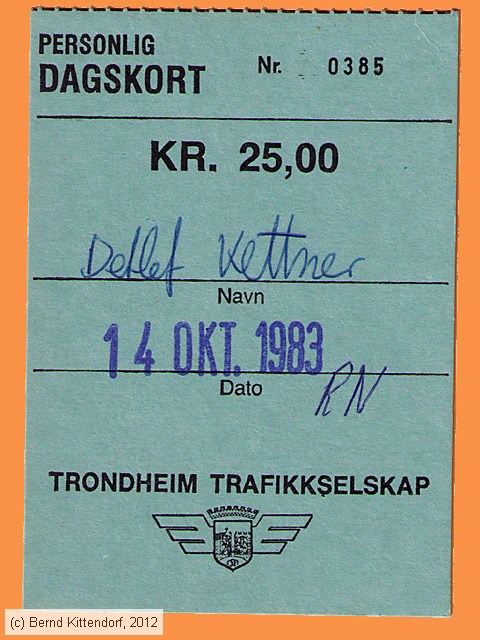 PERSONLIG
DAGSKORT
Nr. 0385
KR. 25,00
Detlef Kettner
Navn
14 OKT. 1983
Dato
RN
TRONDHEIM TRAFIKKSELSKAP
(c) Bernd Kittendorf, 2012